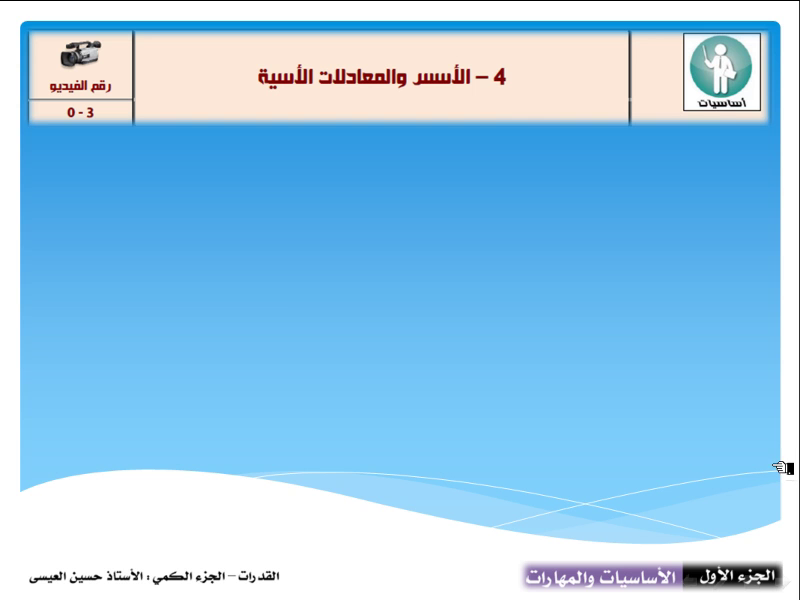 أساسيات
4 – الأسس والمعادلات الأسية
رقم الفيديو
3 - 0
الجزء الأول
الأساسيات والمهارات
القدرات – الجزء الكمي : الأستاذ حسين العيسى